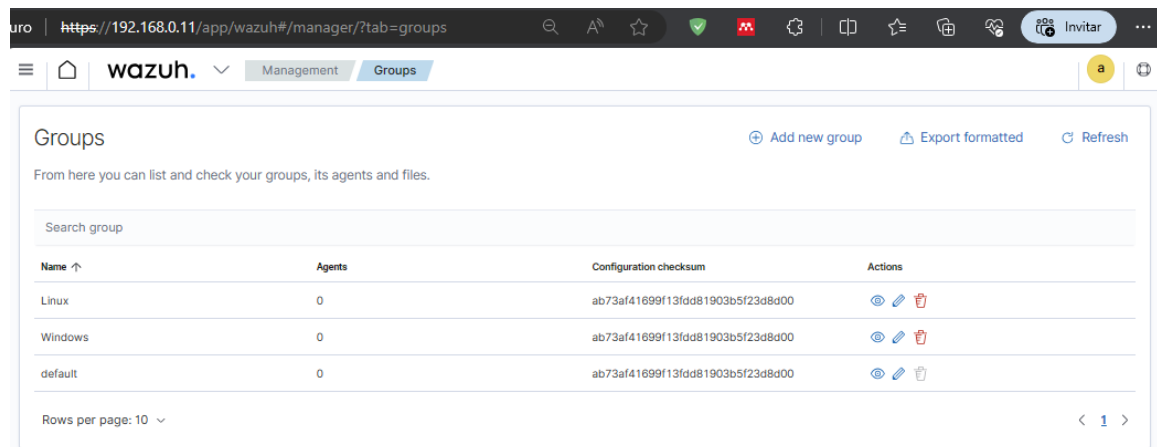 uro https://192.168.0.11/app/wazuh#/manager/?tab=groups Invitar
wazuh. Management Groups a
Groups Add new group Export formatted Refresh
From here you can list and check your groups, its agents and files.
Search group
Name Agents Configuration checksum Actions
Linux 0 ab73af41699f13fdd81903b5f23d8d00
Windows 0 ab73af41699f13fdd81903b5f23d8d00
default 0 ab73af41699f13fdd81903b5f23d8d00
Rows per page: 10 1